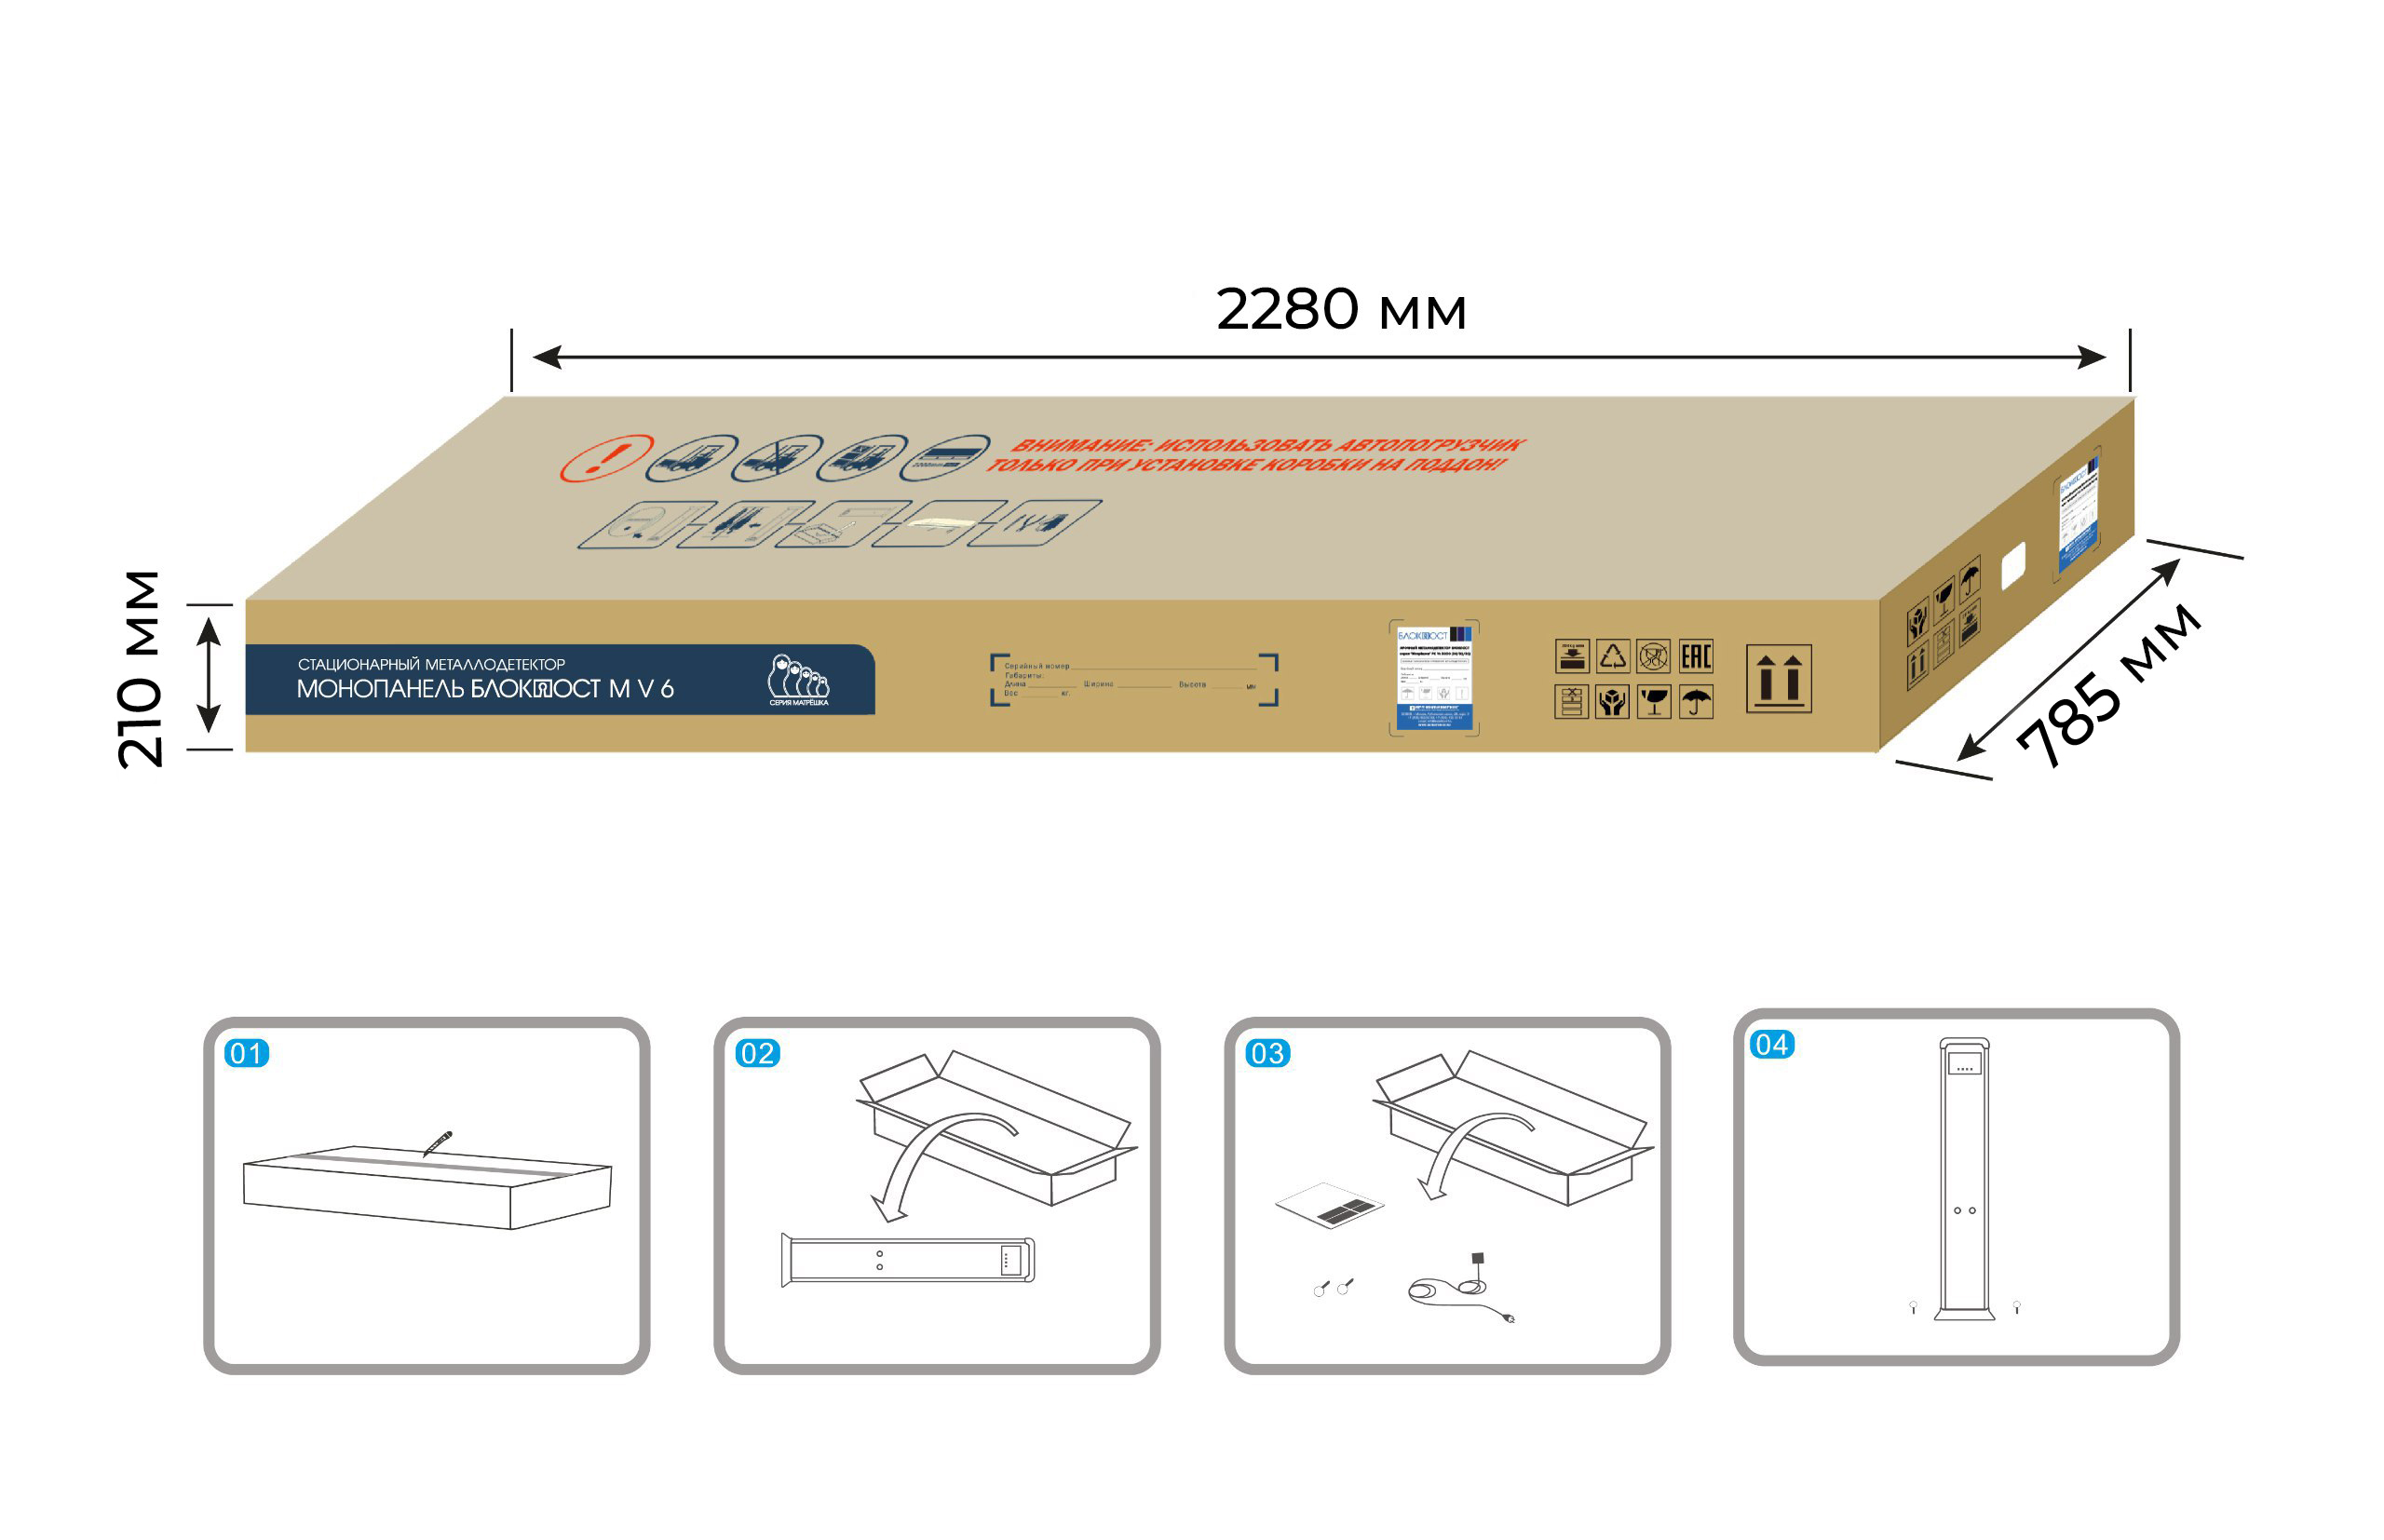 2280 мм
ВНИМАНИЕ: ИСПОЛЬЗОВАТЬ АВТОПОГРУЗЧИК
ТОЛЬКО ПРИ УСТАНОВКЕ КОРОБКИ НА ПОДДОН!
210 мм
785 мм
СТАЦИОНАРНЫЙ МЕТАЛЛОДЕТЕКТОР
МОНОПАНЕЛЬ БЛОКПОСТ M V 6
СЕРИЯ МАТРЁШКА
Серийный номер
Габариты:
Длина Ширина Высота мм
Вес кг.
БЛОКПОСТ
EAC
БЛОКПОСТ
01
02
03
04